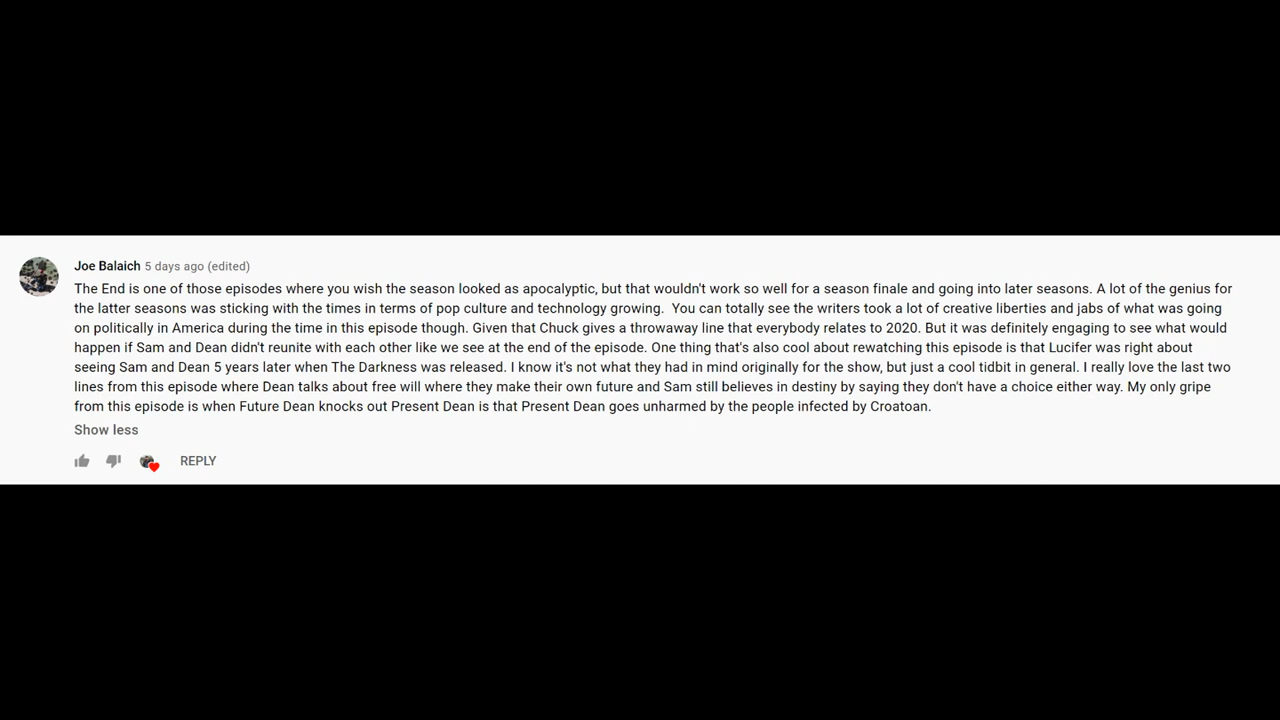 Joe Balaich 5 days ago (edited)
The End is one of those episodes where you wish the season looked as apocalyptic, but that wouldn't work so well for a season finale and going into later seasons. A lot of the genius for
the latter seasons was sticking with the times in terms of pop culture and technology growing.  You can totally see the writers took a lot of creative liberties and jabs of what was going
on politically in America during the time in this episode though. Given that Chuck gives a throwaway line that everybody relates to 2020. But it was definitely engaging to see what would
happen if Sam and Dean didn't reunite with each other like we see at the end of the episode. One thing that's also cool about rewatching this episode is that Lucifer was right about
seeing Sam and Dean 5 years later when The Darkness was released. I know it's not what they had in mind originally for the show, but just a cool tidbit in general. I really love the last two
lines from this episode where Dean talks about free will where they make their own future and Sam still believes in destiny by saying they don't have a choice either way. My only gripe
from this episode is when Future Dean knocks out Present Dean is that Present Dean goes unharmed by the people infected by Croatoan.
Show less
REPLY